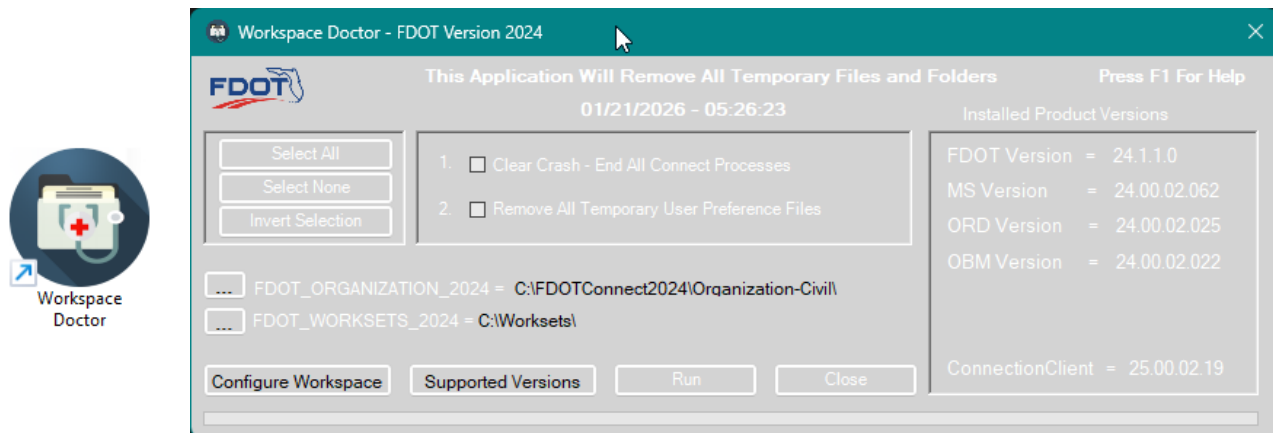 Workspace Doctor - FDOT Version 2024
FDOT
This Application Will Remove All Temporary Files and Folders
Press F1 For Help
01/21/2026 - 05:26:23
Installed Product Versions
Select All
Select None
Invert Selection
1. Clear Crash - End All Connect Processes
2. Remove All Temporary User Preference Files
FDOT Version = 24.1.1.0
MS Version = 24.00.02.062
ORD Version = 24.00.02.025
OBM Version = 24.00.02.022
ConnectionClient = 25.00.02.19
... FDOT_ORGANIZATION_2024 = C:\FDOTConnect2024\Organization-Civil\
... FDOT_WORKSETS_2024 = C:\Worksets\
Configure Workspace
Supported Versions
Run
Close
Workspace
Doctor